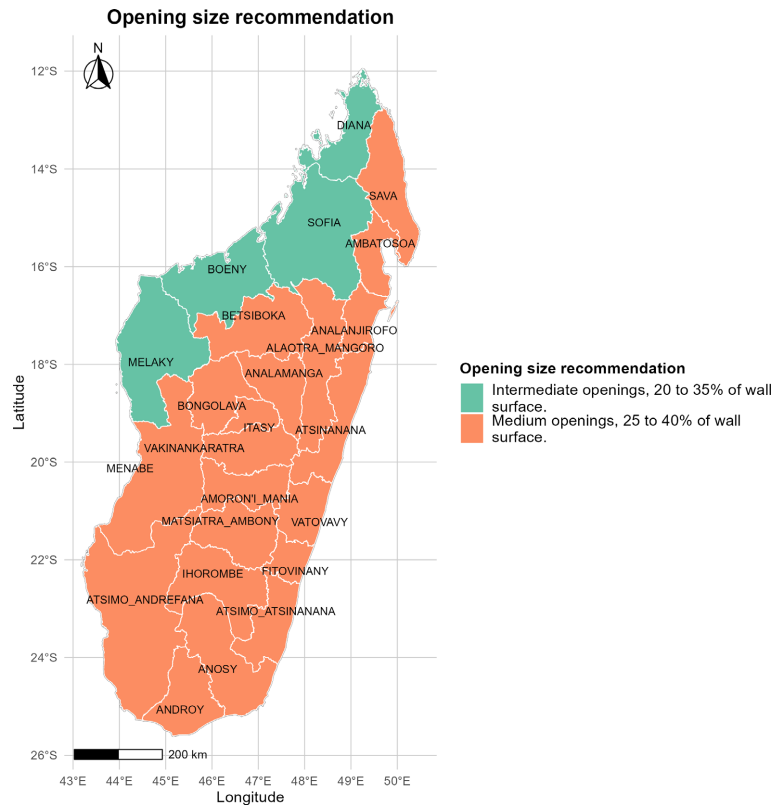 Opening size recommendation
N
12°S
14°S
16°S
18°S
20°S
22°S
24°S
26°S
Latitude
DIANA
SAVA
SOFIA
AMBATOSOA
BOENY
BETSIBOKA
ANALANJIROFO
ALAOTRA_MANGORO
MELAKY
ANALAMANGA
BONGOLAVA
ITASY
ATSINANANA
VAKINANKARATRA
MENABE
AMORON'I_MANIA
MATSIATRA_AMBONY
VATOVAVY
FITOVINANY
IHOROMBE
ATSIMO_ANDREFANA
ATSIMO_ATSINANANA
ANOSY
ANDROY
200 km
43°E
44°E
45°E
46°E
47°E
48°E
49°E
50°E
Longitude
Opening size recommendation
Intermediate openings, 20 to 35% of wall
surface.
Medium openings, 25 to 40% of wall
surface.